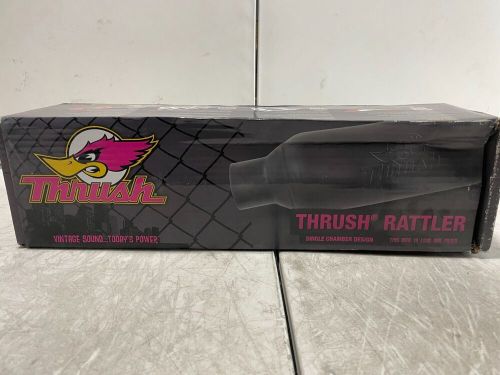 Thrush
VINTAGE SOUND...TODAY'S POWER
THRUSH® RATTLER
SINGLE CHAMBER DESIGN